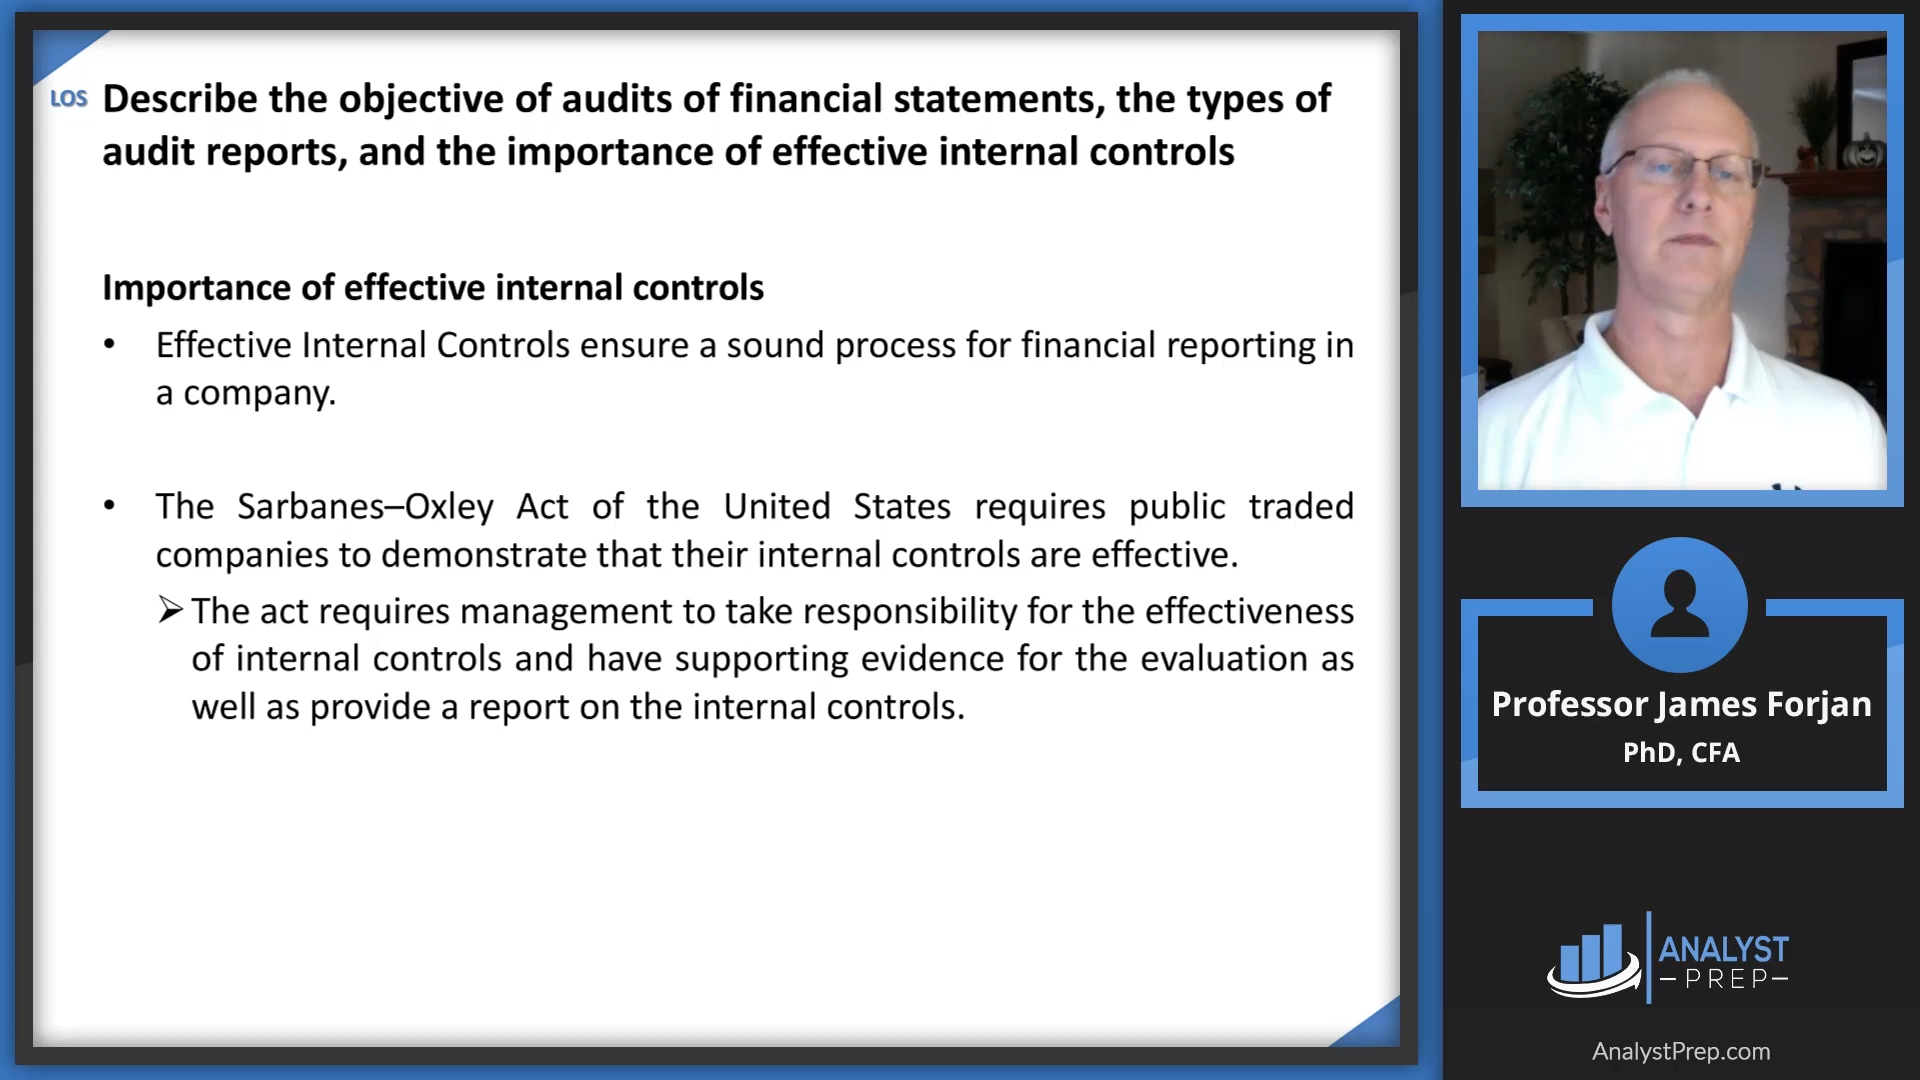 LOS
Describe the objective of audits of financial statements, the types of
audit reports, and the importance of effective internal controls
Importance of effective internal controls
• Effective Internal Controls ensure a sound process for financial reporting in
a company.
• The Sarbanes–Oxley Act of the United States requires public traded
companies to demonstrate that their internal controls are effective.
➢ The act requires management to take responsibility for the effectiveness
of internal controls and have supporting evidence for the evaluation as
well as provide a report on the internal controls.
Professor James Forjan
PhD, CFA
ANALYST
PREP
AnalystPrep.com